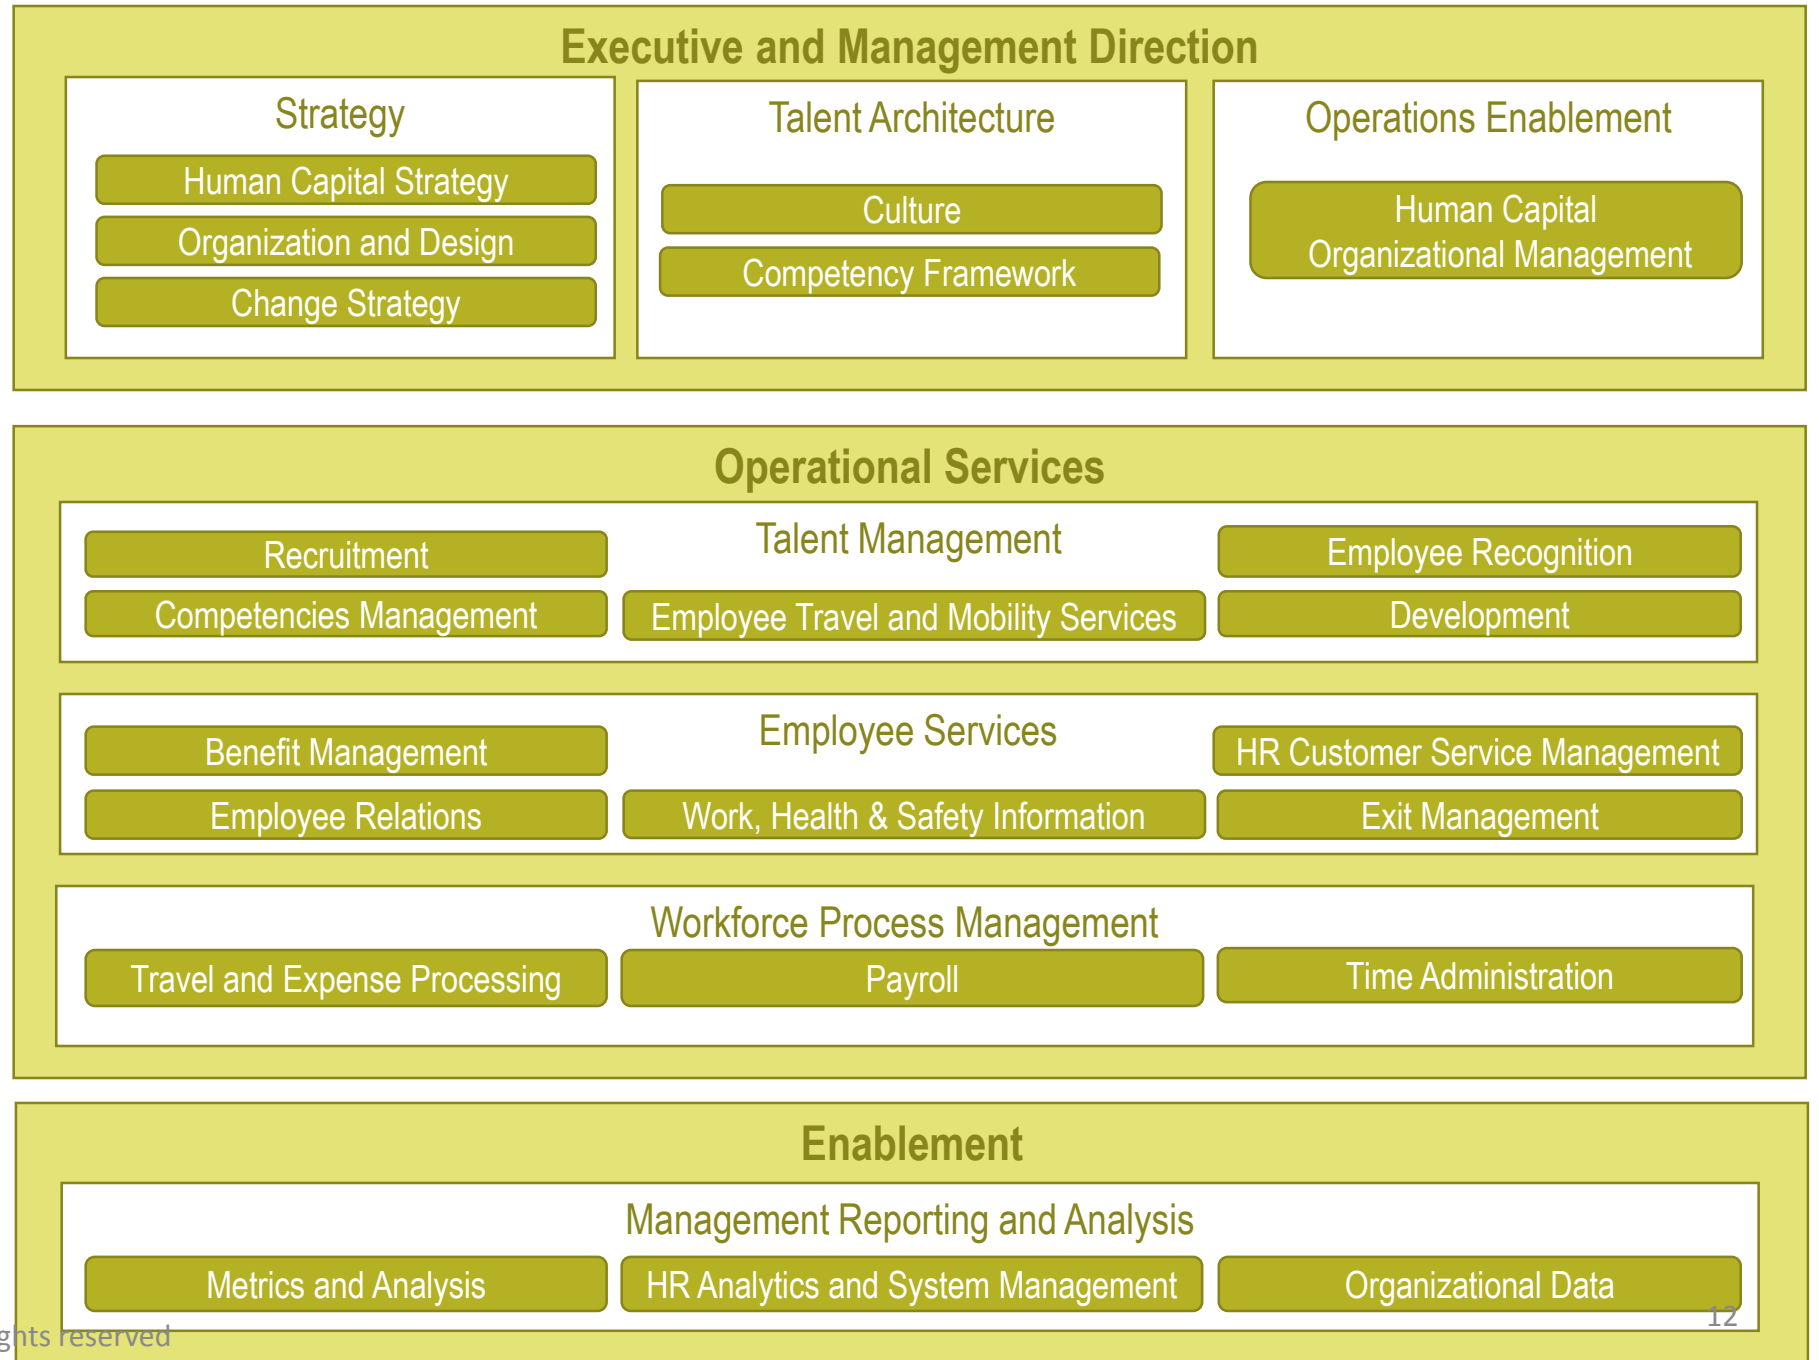 Executive and Management Direction
Strategy
Human Capital Strategy
Organization and Design
Change Strategy
Talent Architecture
Culture
Competency Framework
Operations Enablement
Human Capital
Organizational Management
Operational Services
Talent Management
Recruitment
Employee Recognition
Competencies Management
Employee Travel and Mobility Services
Development
Employee Services
Benefit Management
HR Customer Service Management
Employee Relations
Work, Health & Safety Information
Exit Management
Workforce Process Management
Travel and Expense Processing
Payroll
Time Administration
Enablement
Management Reporting and Analysis
Metrics and Analysis
HR Analytics and System Management
Organizational Data
12
reserved